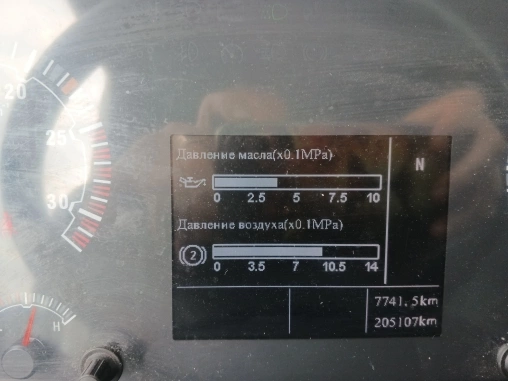 20
25
30
H
Давление масла(x0.1MPa)
N
0 2.5 5 7.5 10
Давление воздуха(x0.1MPa)
2
0 3.5 7 10.5 14
7741.5km
205107km